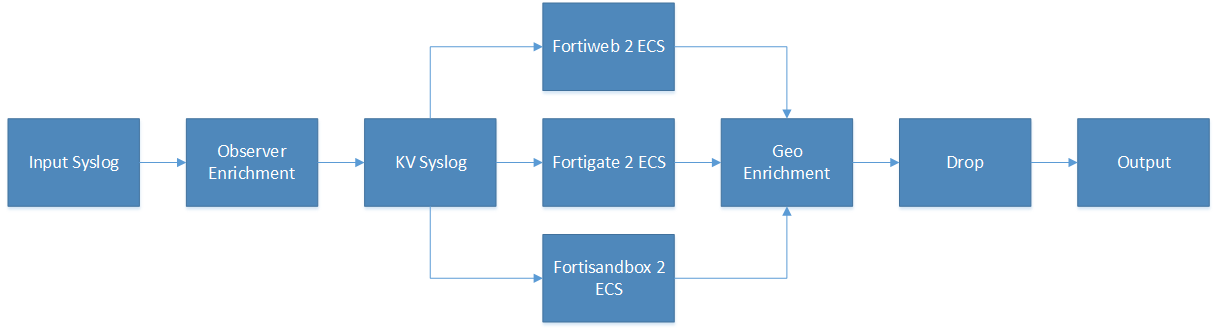 Fortiweb 2 ECS
Input Syslog
Observer
Enrichment
KV Syslog
Fortigate 2 ECS
Geo
Enrichment
Drop
Output
Fortisandbox 2
ECS